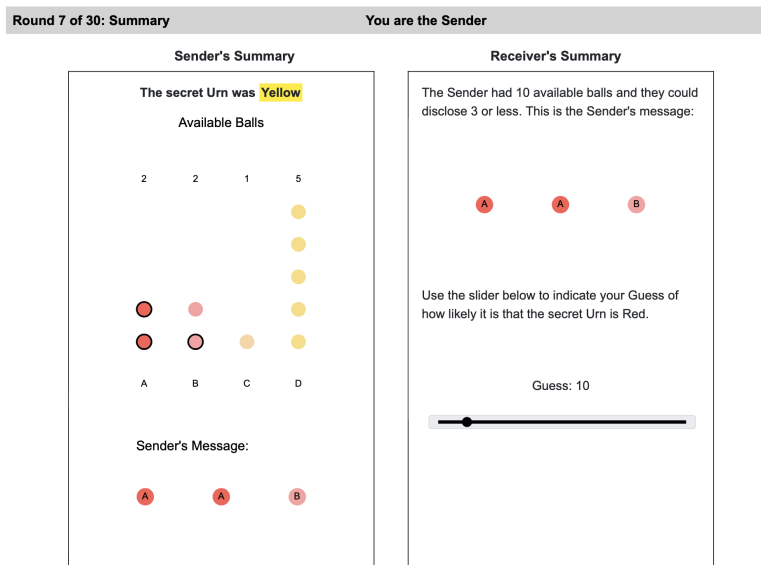 Round 7 of 30: Summary
You are the Sender
Sender's Summary
The secret Urn was Yellow
Available Balls
2 2 1 5
A B C D
Sender's Message:
A A B
Receiver's Summary
The Sender had 10 available balls and they could
disclose 3 or less. This is the Sender's message:
A A B
Use the slider below to indicate your Guess of
how likely it is that the secret Urn is Red.
Guess: 10